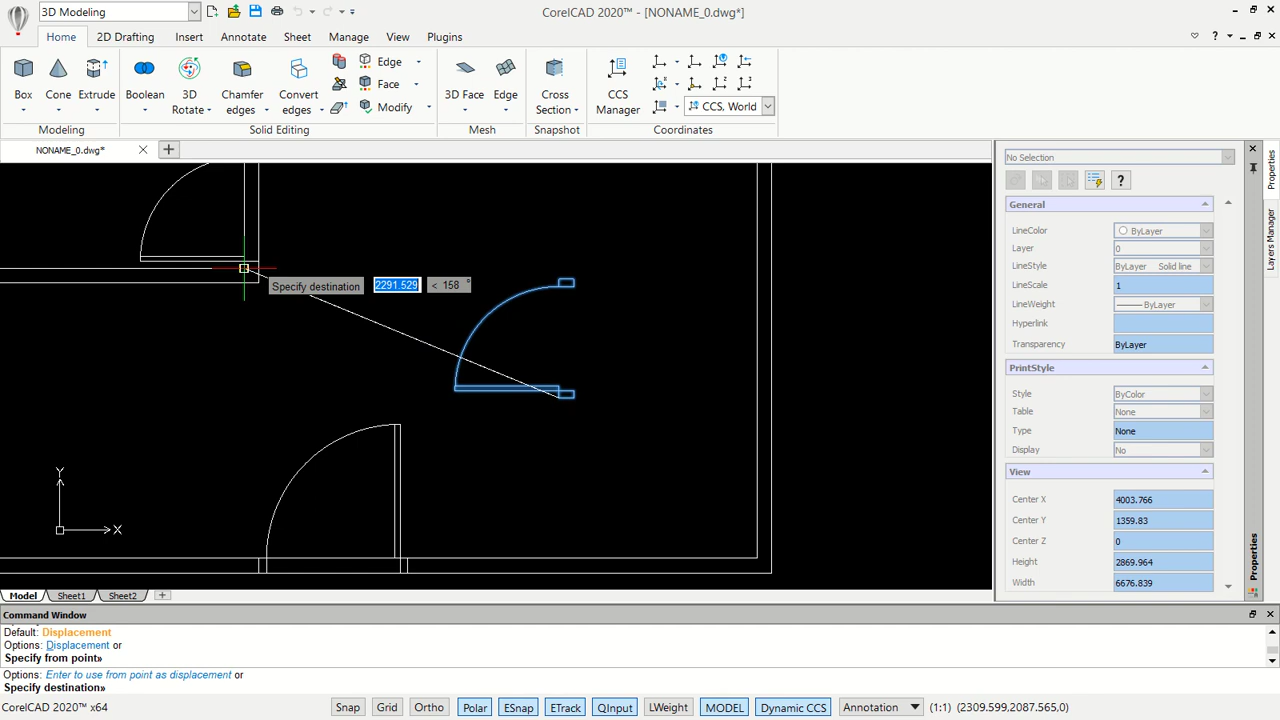 3D Modeling
CorelCAD 2020™ - [NONAME_0.dwg*]
Home
2D Drafting
Insert
Annotate
Sheet
Manage
View
Plugins
Box
Cone
Extrude
Modeling
Boolean
3D
Rotate
Chamfer
edges
Convert
edges
Edge
Face
Modify
Solid Editing
3D Face
Edge
Mesh
Cross
Section
Snapshot
CCS
Manager
CCS, World
Coordinates
NONAME_0.dwg*
Specify destination
2291.529
< 158 °
Y
X
No Selection
?
General
LineColor ByLayer
Layer 0
LineStyle ByLayer Solid line
LineScale 1
LineWeight ByLayer
Hyperlink
Transparency ByLayer
PrintStyle
Style ByColor
Table None
Type None
Display No
View
Center X 4003.766
Center Y 1359.83
Center Z 0
Height 2869.964
Width 6676.839
Properties
Layers Manager
Properties
Model
Sheet1
Sheet2
Command Window
Default: Displacement
Options: Displacement or
Specify from point»
Options: Enter to use from point as displacement or
Specify destination»
CorelCAD 2020™ x64
Snap
Grid
Ortho
Polar
ESnap
ETrack
QInput
LWeight
MODEL
Dynamic CCS
Annotation
(1:1) (2309.599,2087.565,0)